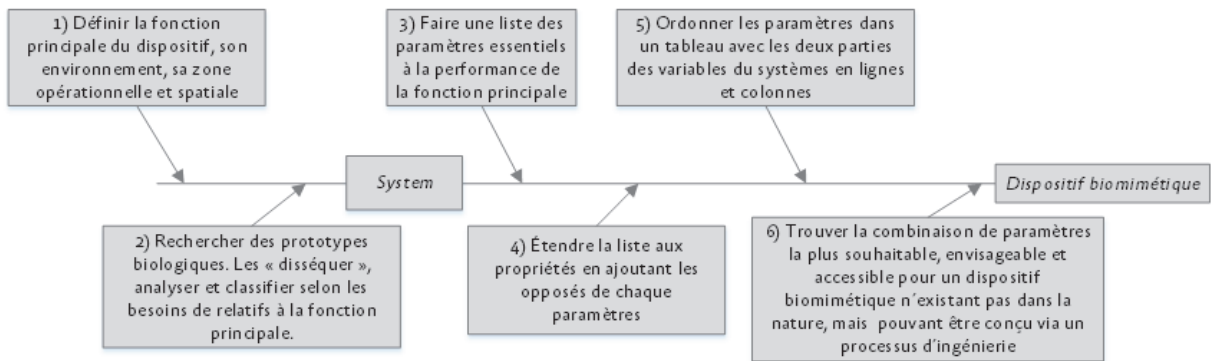 1) Définir la fonction
principale du dispositif, son
environnement, sa zone
opérationnelle et spatiale
3) Faire une liste des
paramètres essentiels
à la performance de
la fonction principale
5) Ordonner les paramètres dans
un tableau avec les deux parties
des variables du systèmes en lignes
et colonnes
System
Dispositif biomimétique
2) Rechercher des prototypes
biologiques. Les « disséquer »,
analyser et classifier selon les
besoins de relatifs à la fonction
principale.
4) Étendre la liste aux
propriétés en ajoutant les
opposés de chaque
paramètres
6) Trouver la combinaison de paramètres
la plus souhaitable, envisageable et
accessible pour un dispositif
biomimétique n´existant pas dans la
nature, mais pouvant être conçu via un
processus d´ingénierie